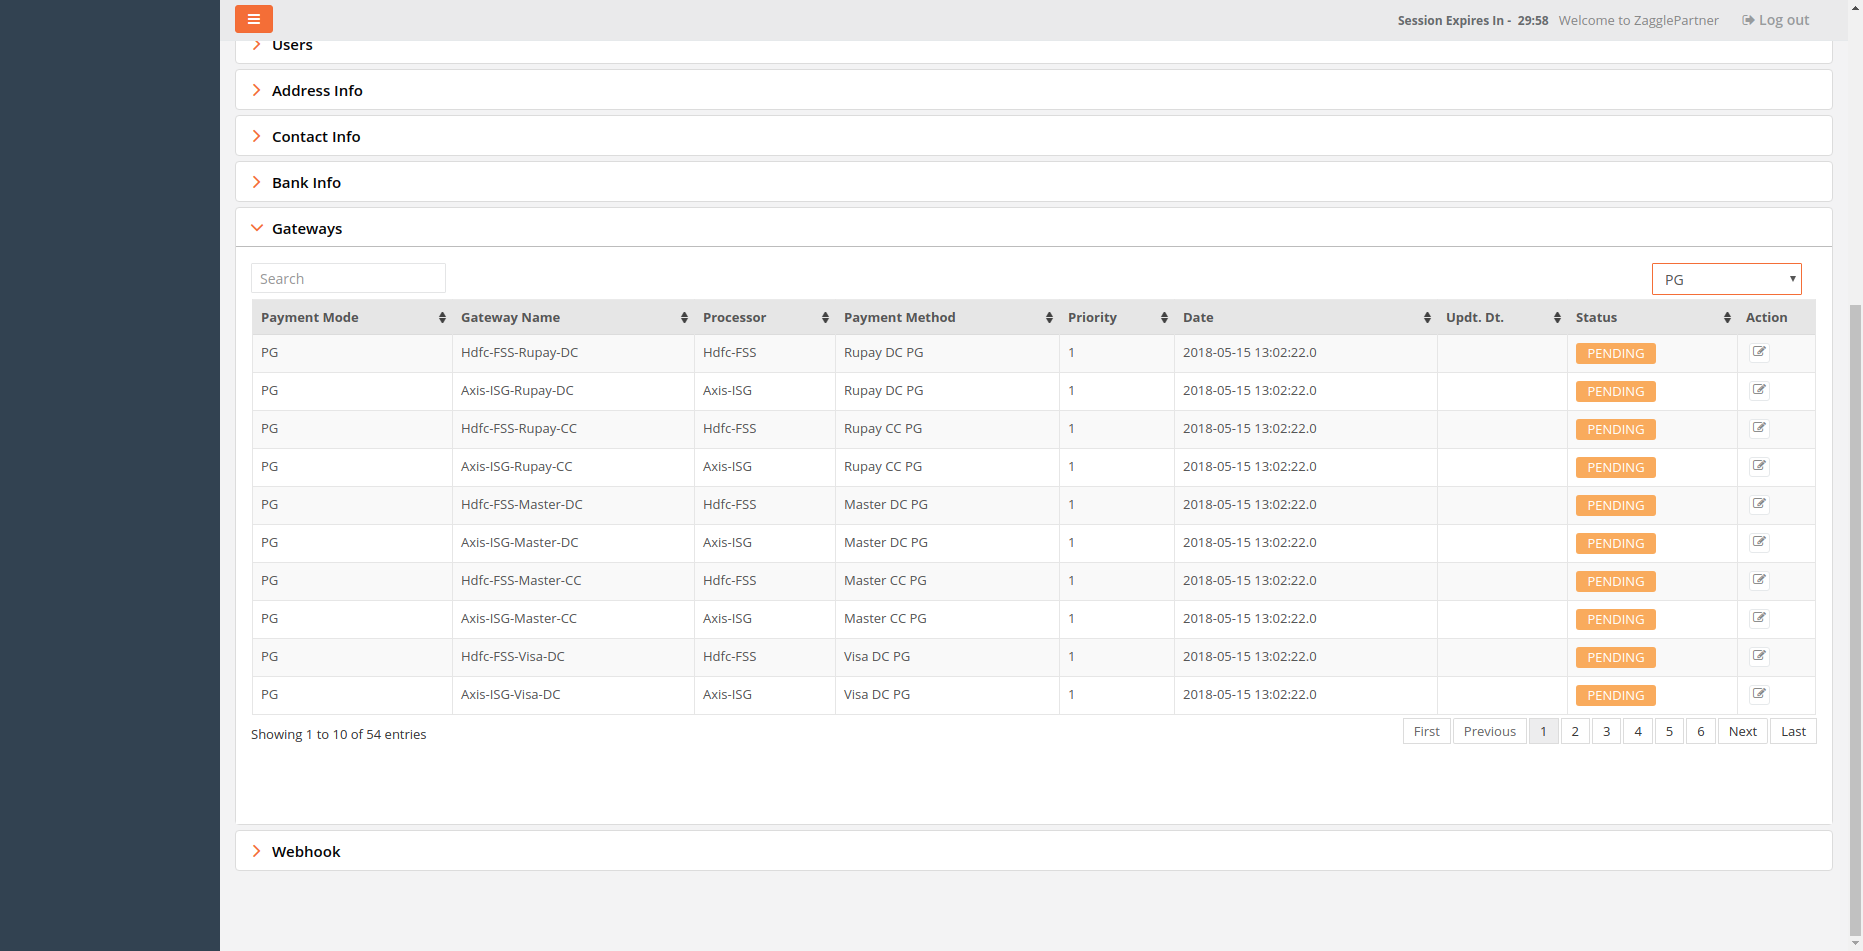 Session Expires In - 29:58 Welcome to ZagglePartner Log out
Users
Address Info
Contact Info
Bank Info
Gateways
Search PG
Payment Mode Gateway Name Processor Payment Method Priority Date Updt. Dt. Status Action
PG Hdfc-FSS-Rupay-DC Hdfc-FSS Rupay DC PG 1 2018-05-15 13:02:22.0 PENDING
PG Axis-ISG-Rupay-DC Axis-ISG Rupay DC PG 1 2018-05-15 13:02:22.0 PENDING
PG Hdfc-FSS-Rupay-CC Hdfc-FSS Rupay CC PG 1 2018-05-15 13:02:22.0 PENDING
PG Axis-ISG-Rupay-CC Axis-ISG Rupay CC PG 1 2018-05-15 13:02:22.0 PENDING
PG Hdfc-FSS-Master-DC Hdfc-FSS Master DC PG 1 2018-05-15 13:02:22.0 PENDING
PG Axis-ISG-Master-DC Axis-ISG Master DC PG 1 2018-05-15 13:02:22.0 PENDING
PG Hdfc-FSS-Master-CC Hdfc-FSS Master CC PG 1 2018-05-15 13:02:22.0 PENDING
PG Axis-ISG-Master-CC Axis-ISG Master CC PG 1 2018-05-15 13:02:22.0 PENDING
PG Hdfc-FSS-Visa-DC Hdfc-FSS Visa DC PG 1 2018-05-15 13:02:22.0 PENDING
PG Axis-ISG-Visa-DC Axis-ISG Visa DC PG 1 2018-05-15 13:02:22.0 PENDING
Showing 1 to 10 of 54 entries First Previous 1 2 3 4 5 6 Next Last
Webhook